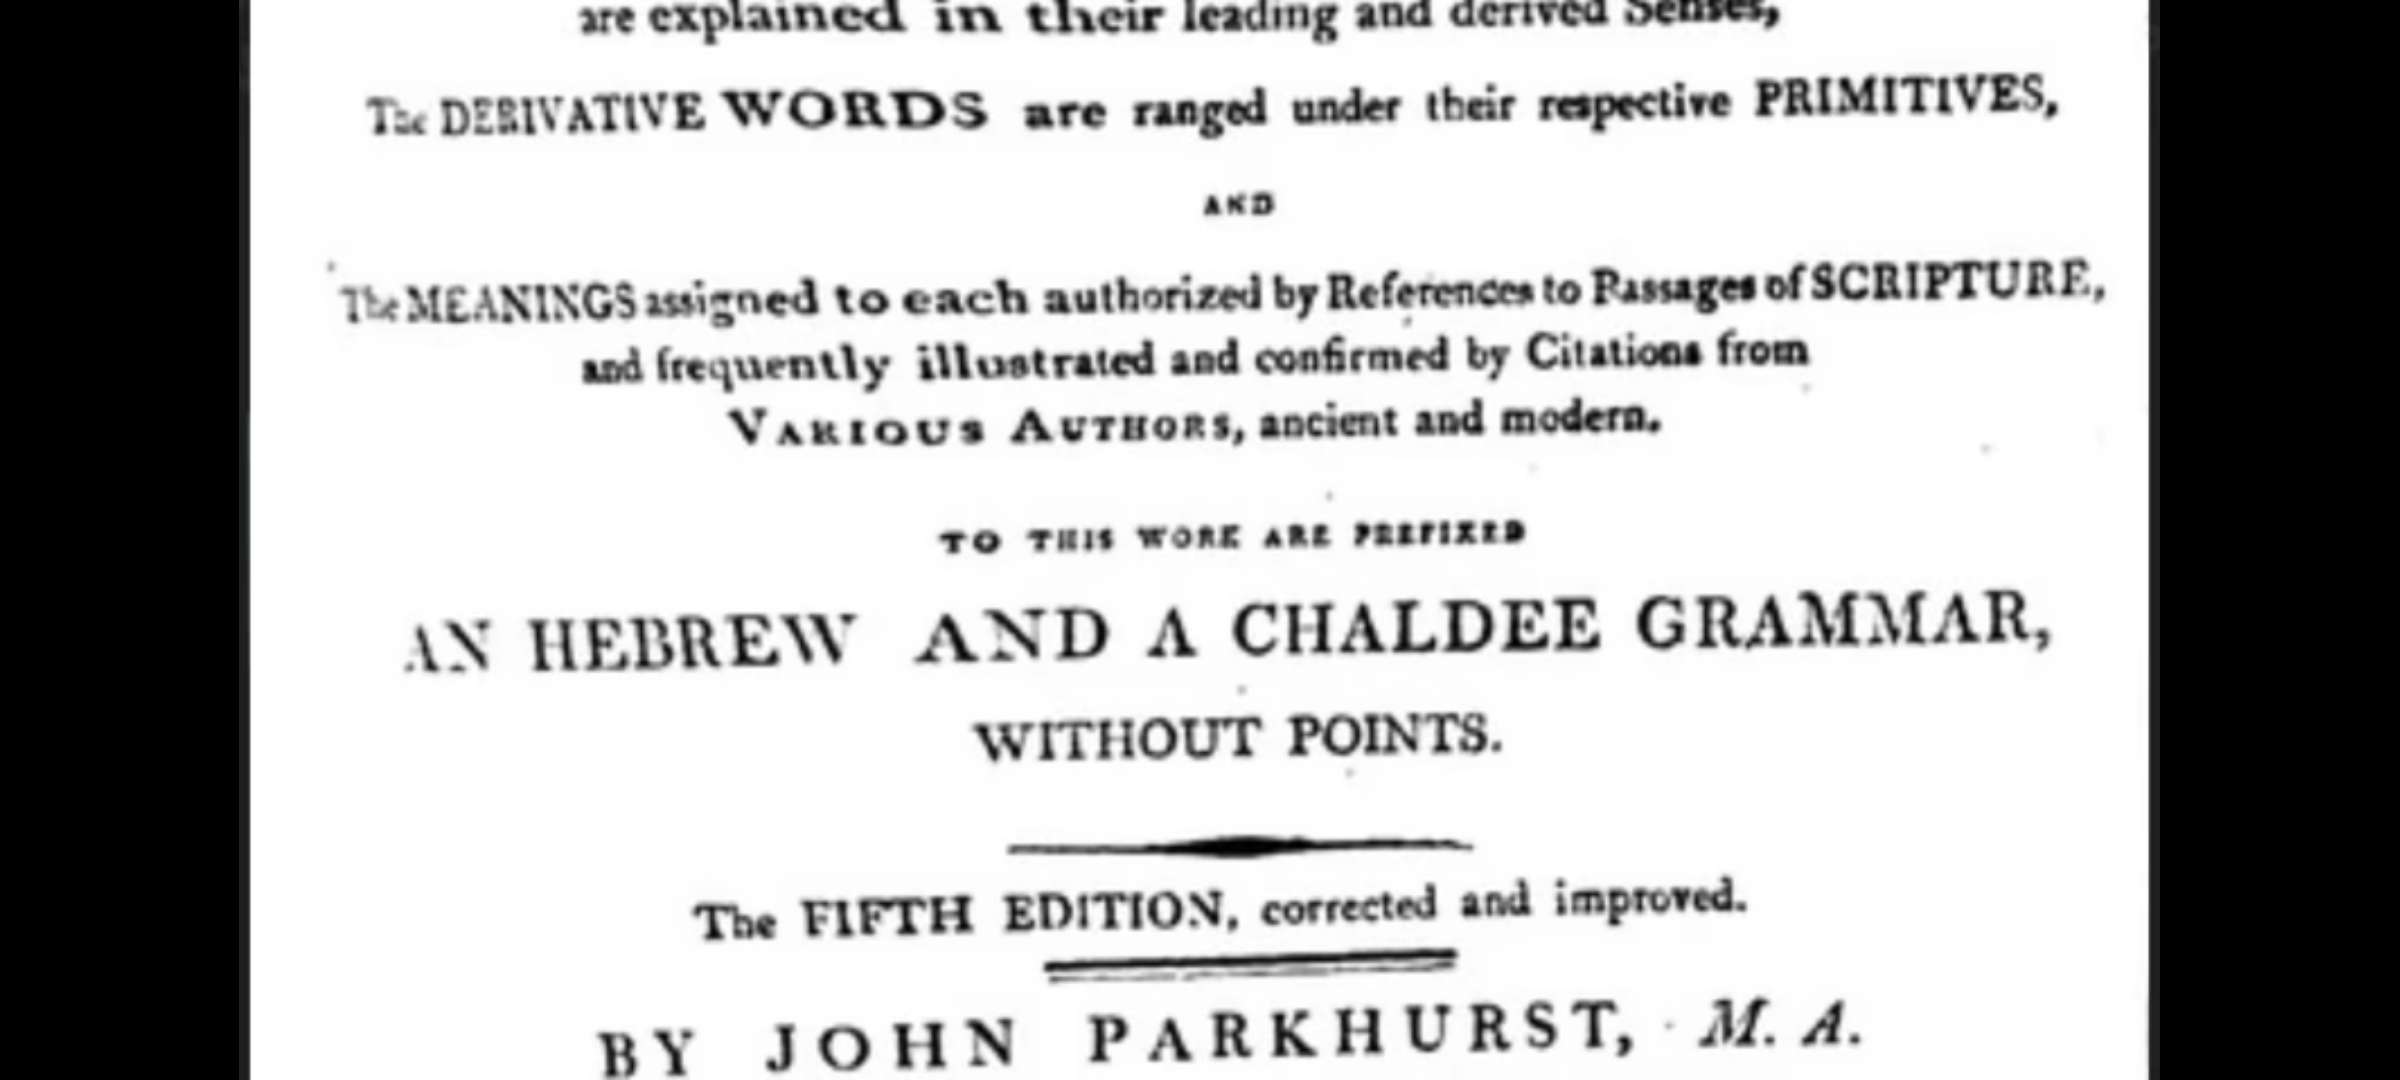 are explained in their leading and derived Senses,
The DERIVATIVE WORDS are ranged under their respective PRIMITIVES,
AND
The MEANINGS assigned to each authorized by References to Passages of SCRIPTURE,
and frequently illustrated and confirmed by Citations from
VARIOUS AUTHORS, ancient and modern.
TO THIS WORK ARE PREFIXED
AN HEBREW AND A CHALDEE GRAMMAR,
WITHOUT POINTS.
The FIFTH EDITION, corrected and improved.
BY JOHN PARKHURST, M. A.